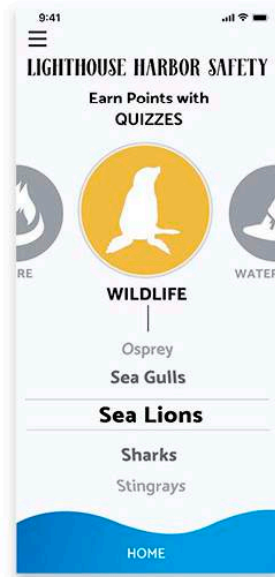 9:41
LIGHTHOUSE HARBOR SAFETY
Earn Points with
QUIZZES
RE
WATER
WILDLIFE
Osprey
Sea Gulls
Sea Lions
Sharks
Stingrays
HOME